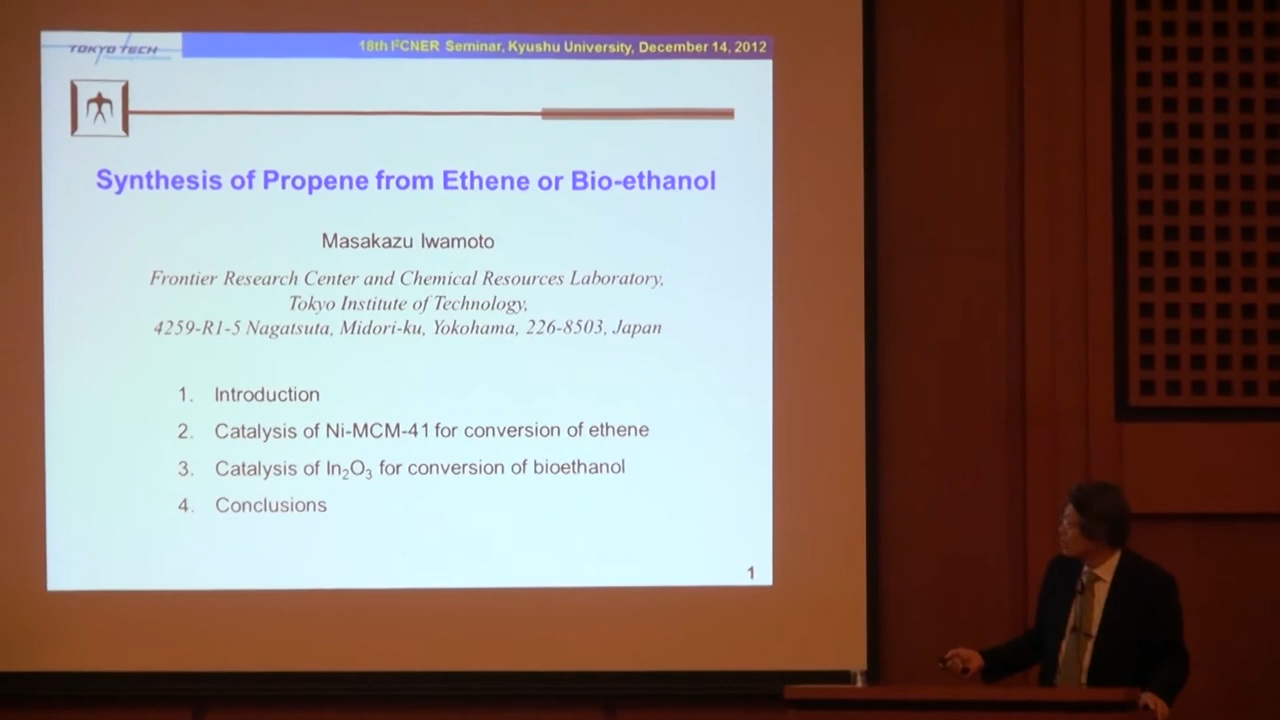 TOKYO TECH
18th I²CNER Seminar, Kyushu University, December 14, 2012
Synthesis of Propene from Ethene or Bio-ethanol
Masakazu Iwamoto
Frontier Research Center and Chemical Resources Laboratory,
Tokyo Institute of Technology,
4259-R1-5 Nagatsuta, Midori-ku, Yokohama, 226-8503, Japan
1. Introduction
2. Catalysis of Ni-MCM-41 for conversion of ethene
3. Catalysis of In₂O₃ for conversion of bioethanol
4. Conclusions
1